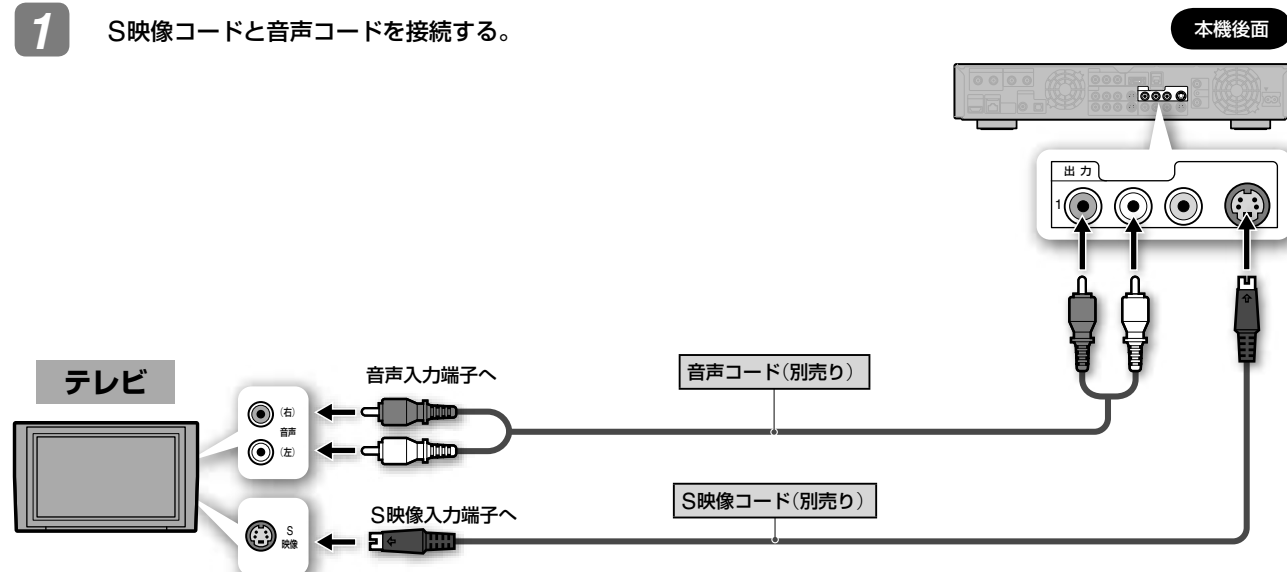 1
S映像コードと音声コードを接続する。
本機後面
出力
1
テレビ
音声入力端子へ
音声コード(別売り)
(右)
音声
(左)
S映像入力端子へ
S映像コード(別売り)
S
映像